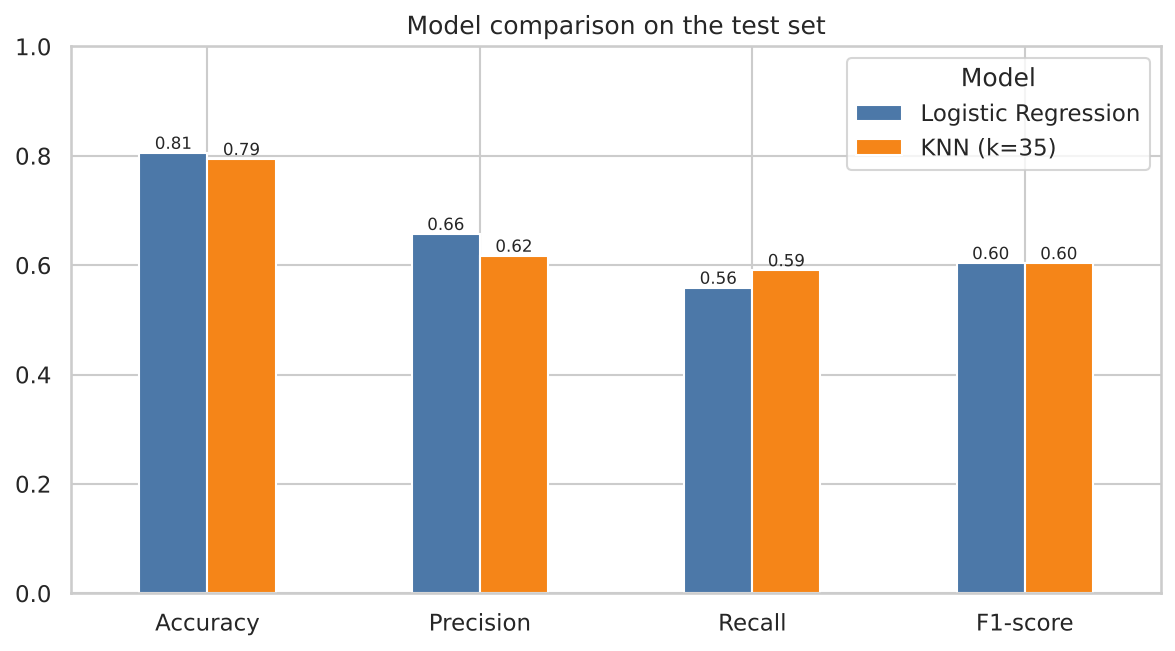 Model comparison on the test set
1.0
0.8
0.6
0.4
0.2
0.0
Model
Logistic Regression
KNN (k=35)
0.81
0.79
0.66
0.62
0.56
0.59
0.60
0.60
Accuracy
Precision
Recall
F1-score